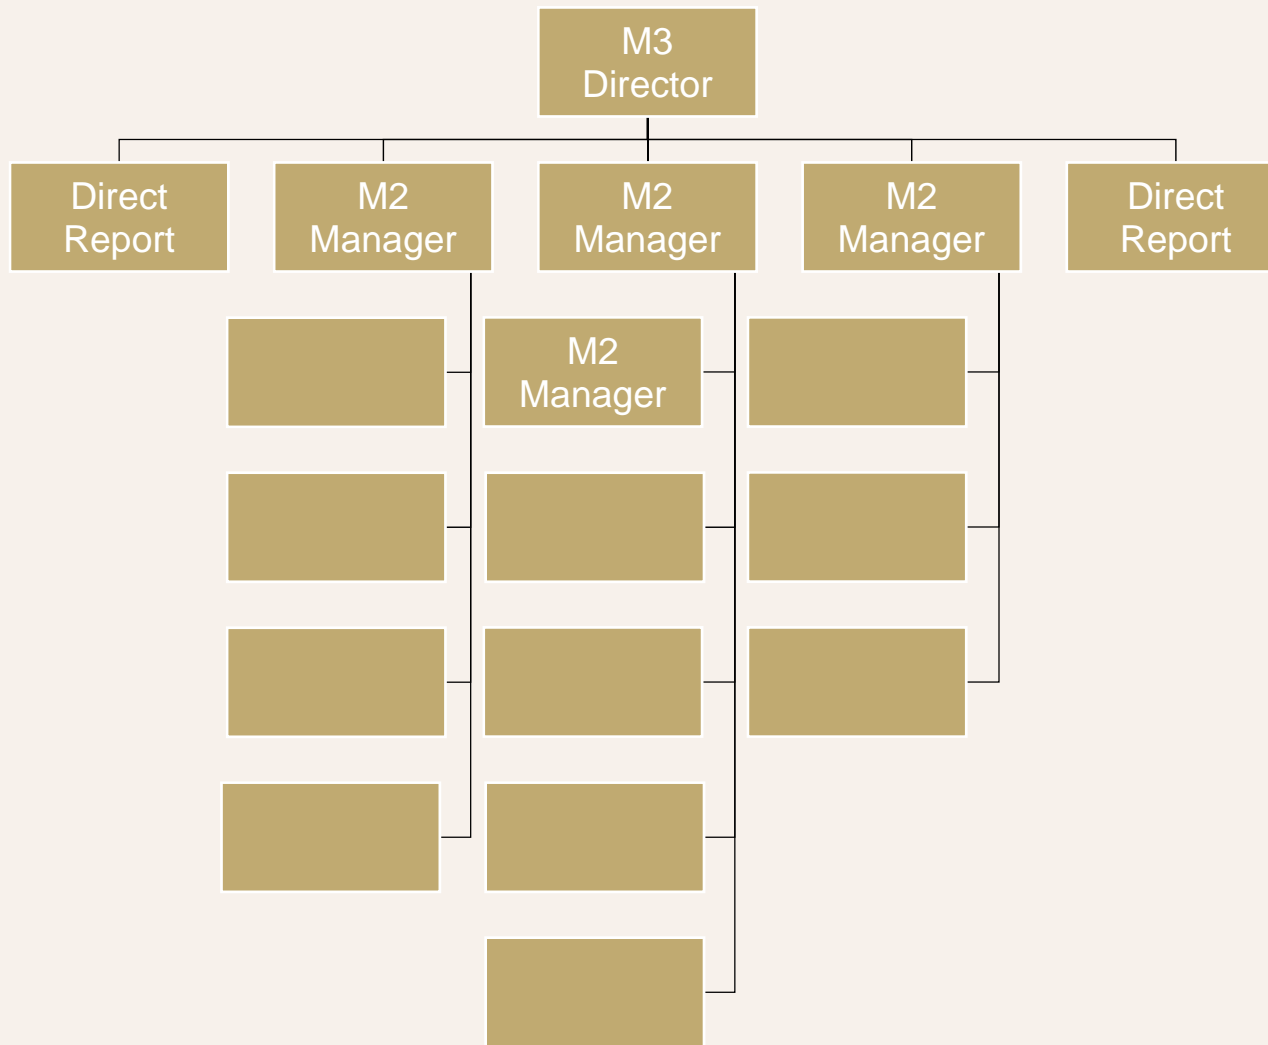 M3
Director
Direct
Report
M2
Manager
M2
Manager
M2
Manager
Direct
Report
M2
Manager